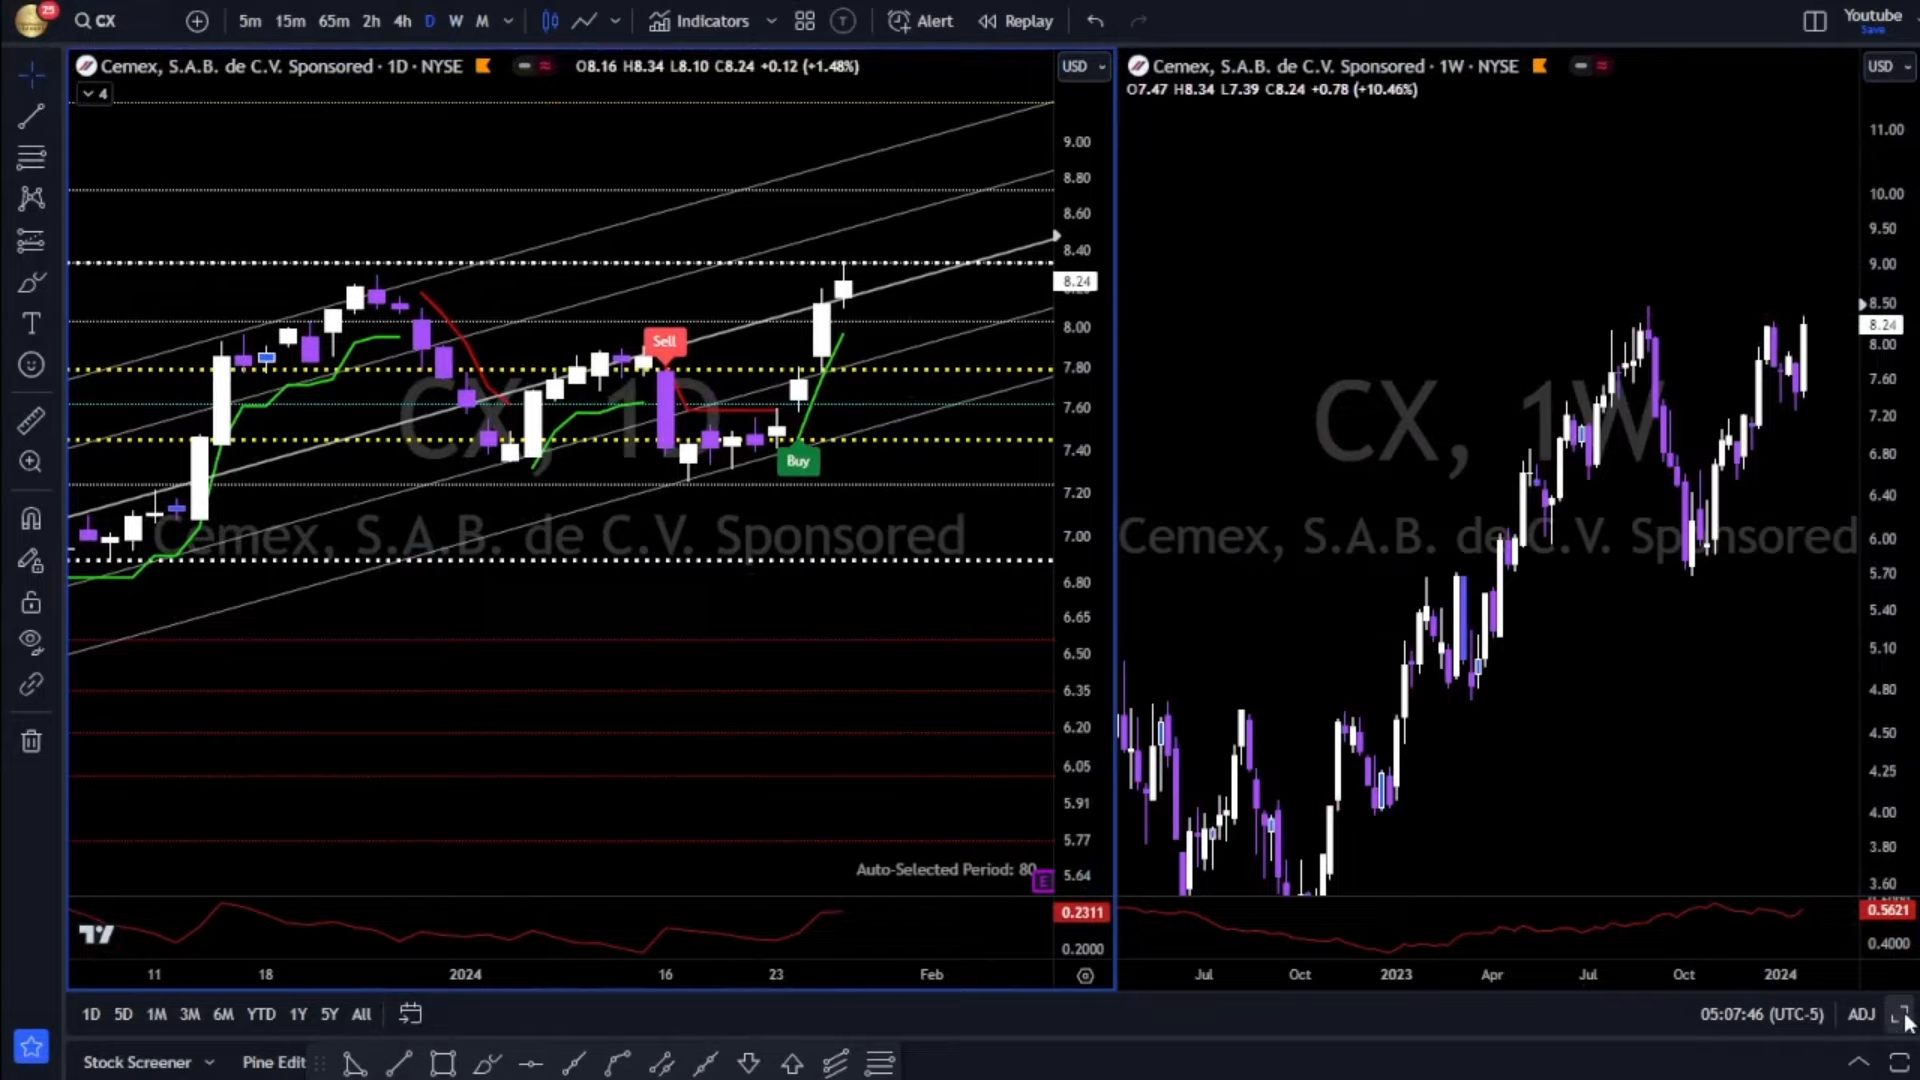 25
CX
5m 15m 65m 2h 4h D W M
Indicators
T
Alert
Replay
Youtube
Save
Cemex, S.A.B. de C.V. Sponsored · 1D · NYSE
O8.16 H8.34 L8.10 C8.24 +0.12 (+1.48%)
USD
4
CX, 1D
Cemex, S.A.B. de C.V. Sponsored
Sell
Buy
9.00
8.80
8.60
8.40
8.24
8.00
7.80
7.60
7.40
7.20
7.00
6.80
6.65
6.50
6.35
6.20
6.05
5.91
5.77
5.64
Auto-Selected Period: 80
E
0.2311
0.2000
11 18 2024 16 23 Feb
Cemex, S.A.B. de C.V. Sponsored · 1W · NYSE
O7.47 H8.34 L7.39 C8.24 +0.78 (+10.46%)
USD
CX, 1W
Cemex, S.A.B. de C.V. Sponsored
11.00
10.00
9.50
9.00
8.50
8.24
8.00
7.60
7.20
6.80
6.40
6.00
5.70
5.40
5.10
4.80
4.50
4.25
4.00
3.80
3.60
0.5621
0.4000
Jul Oct 2023 Apr Jul Oct 2024
1D 5D 1M 3M 6M YTD 1Y 5Y All
05:07:46 (UTC-5)
ADJ
Stock Screener
Pine Edit